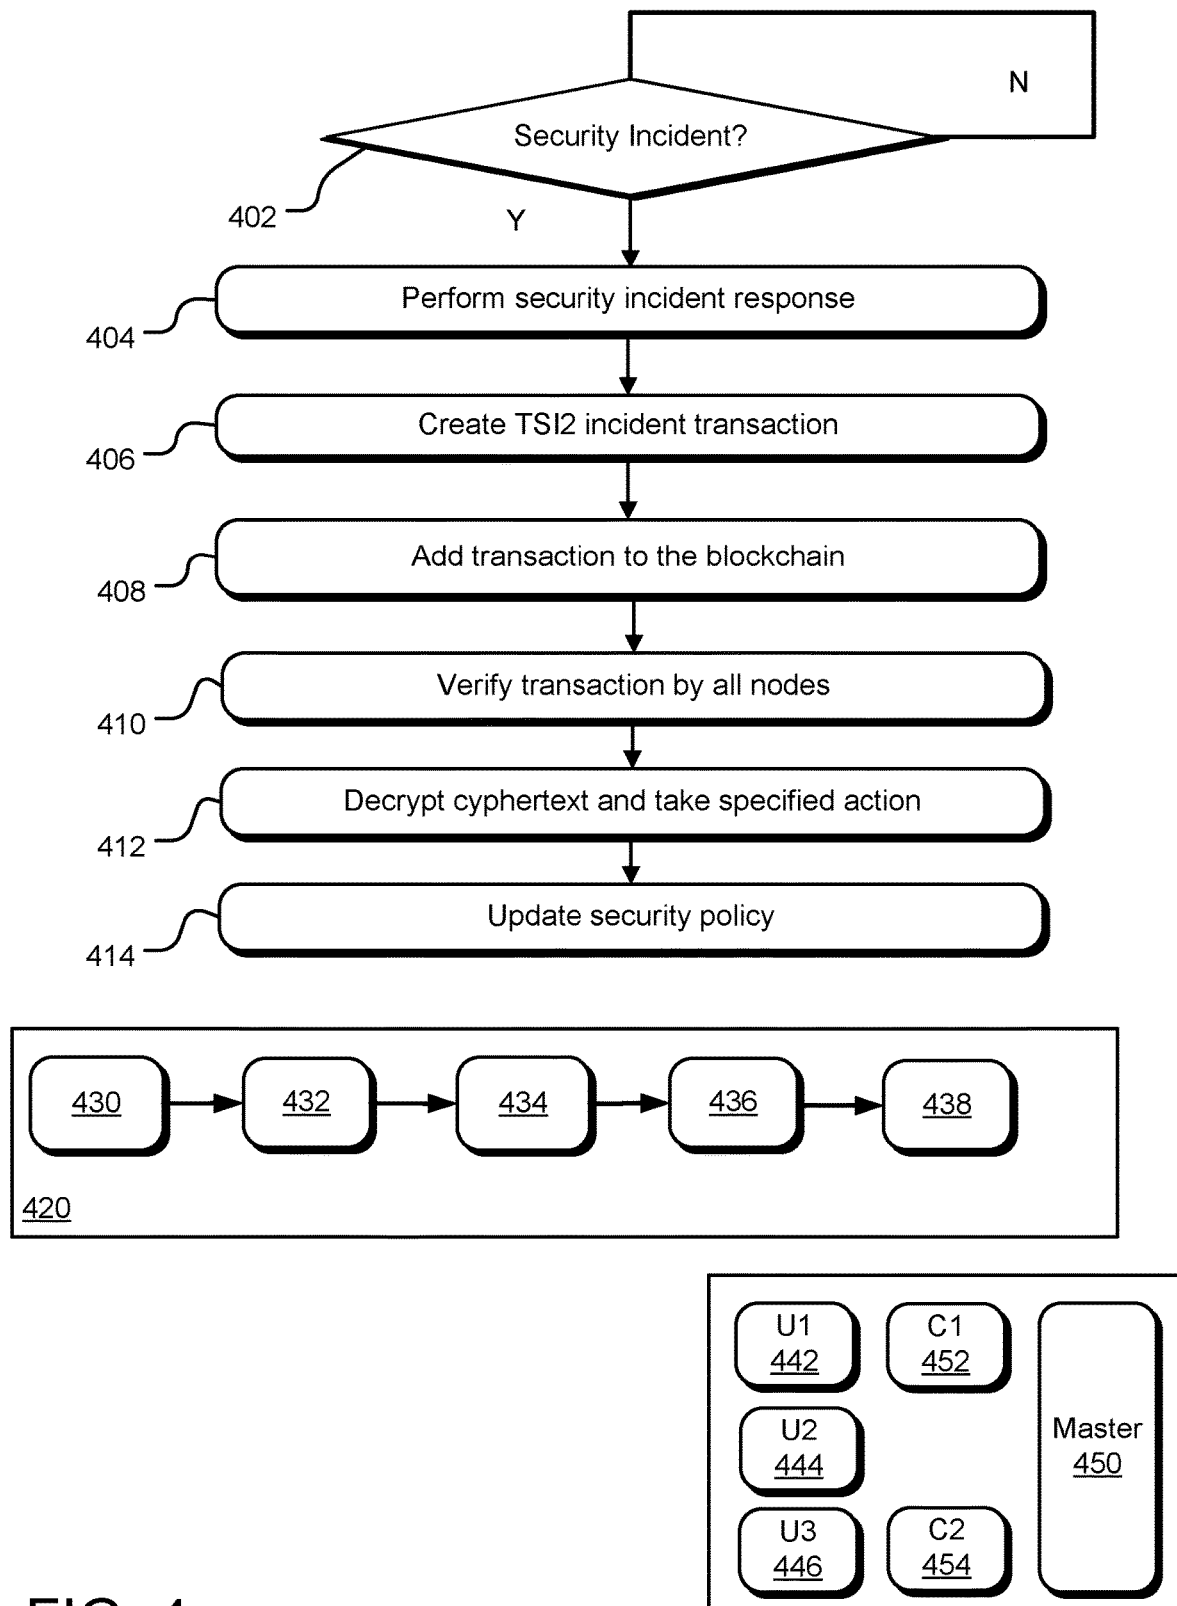 N
Security Incident?
402
Y
Perform security incident response
404
Create TSI2 incident transaction
406
Add transaction to the blockchain
408
Verify transaction by all nodes
410
Decrypt cyphertext and take specified action
412
Update security policy
414
430
432
434
436
438
420
U1
442
C1
452
U2
444
Master
450
U3
446
C2
454